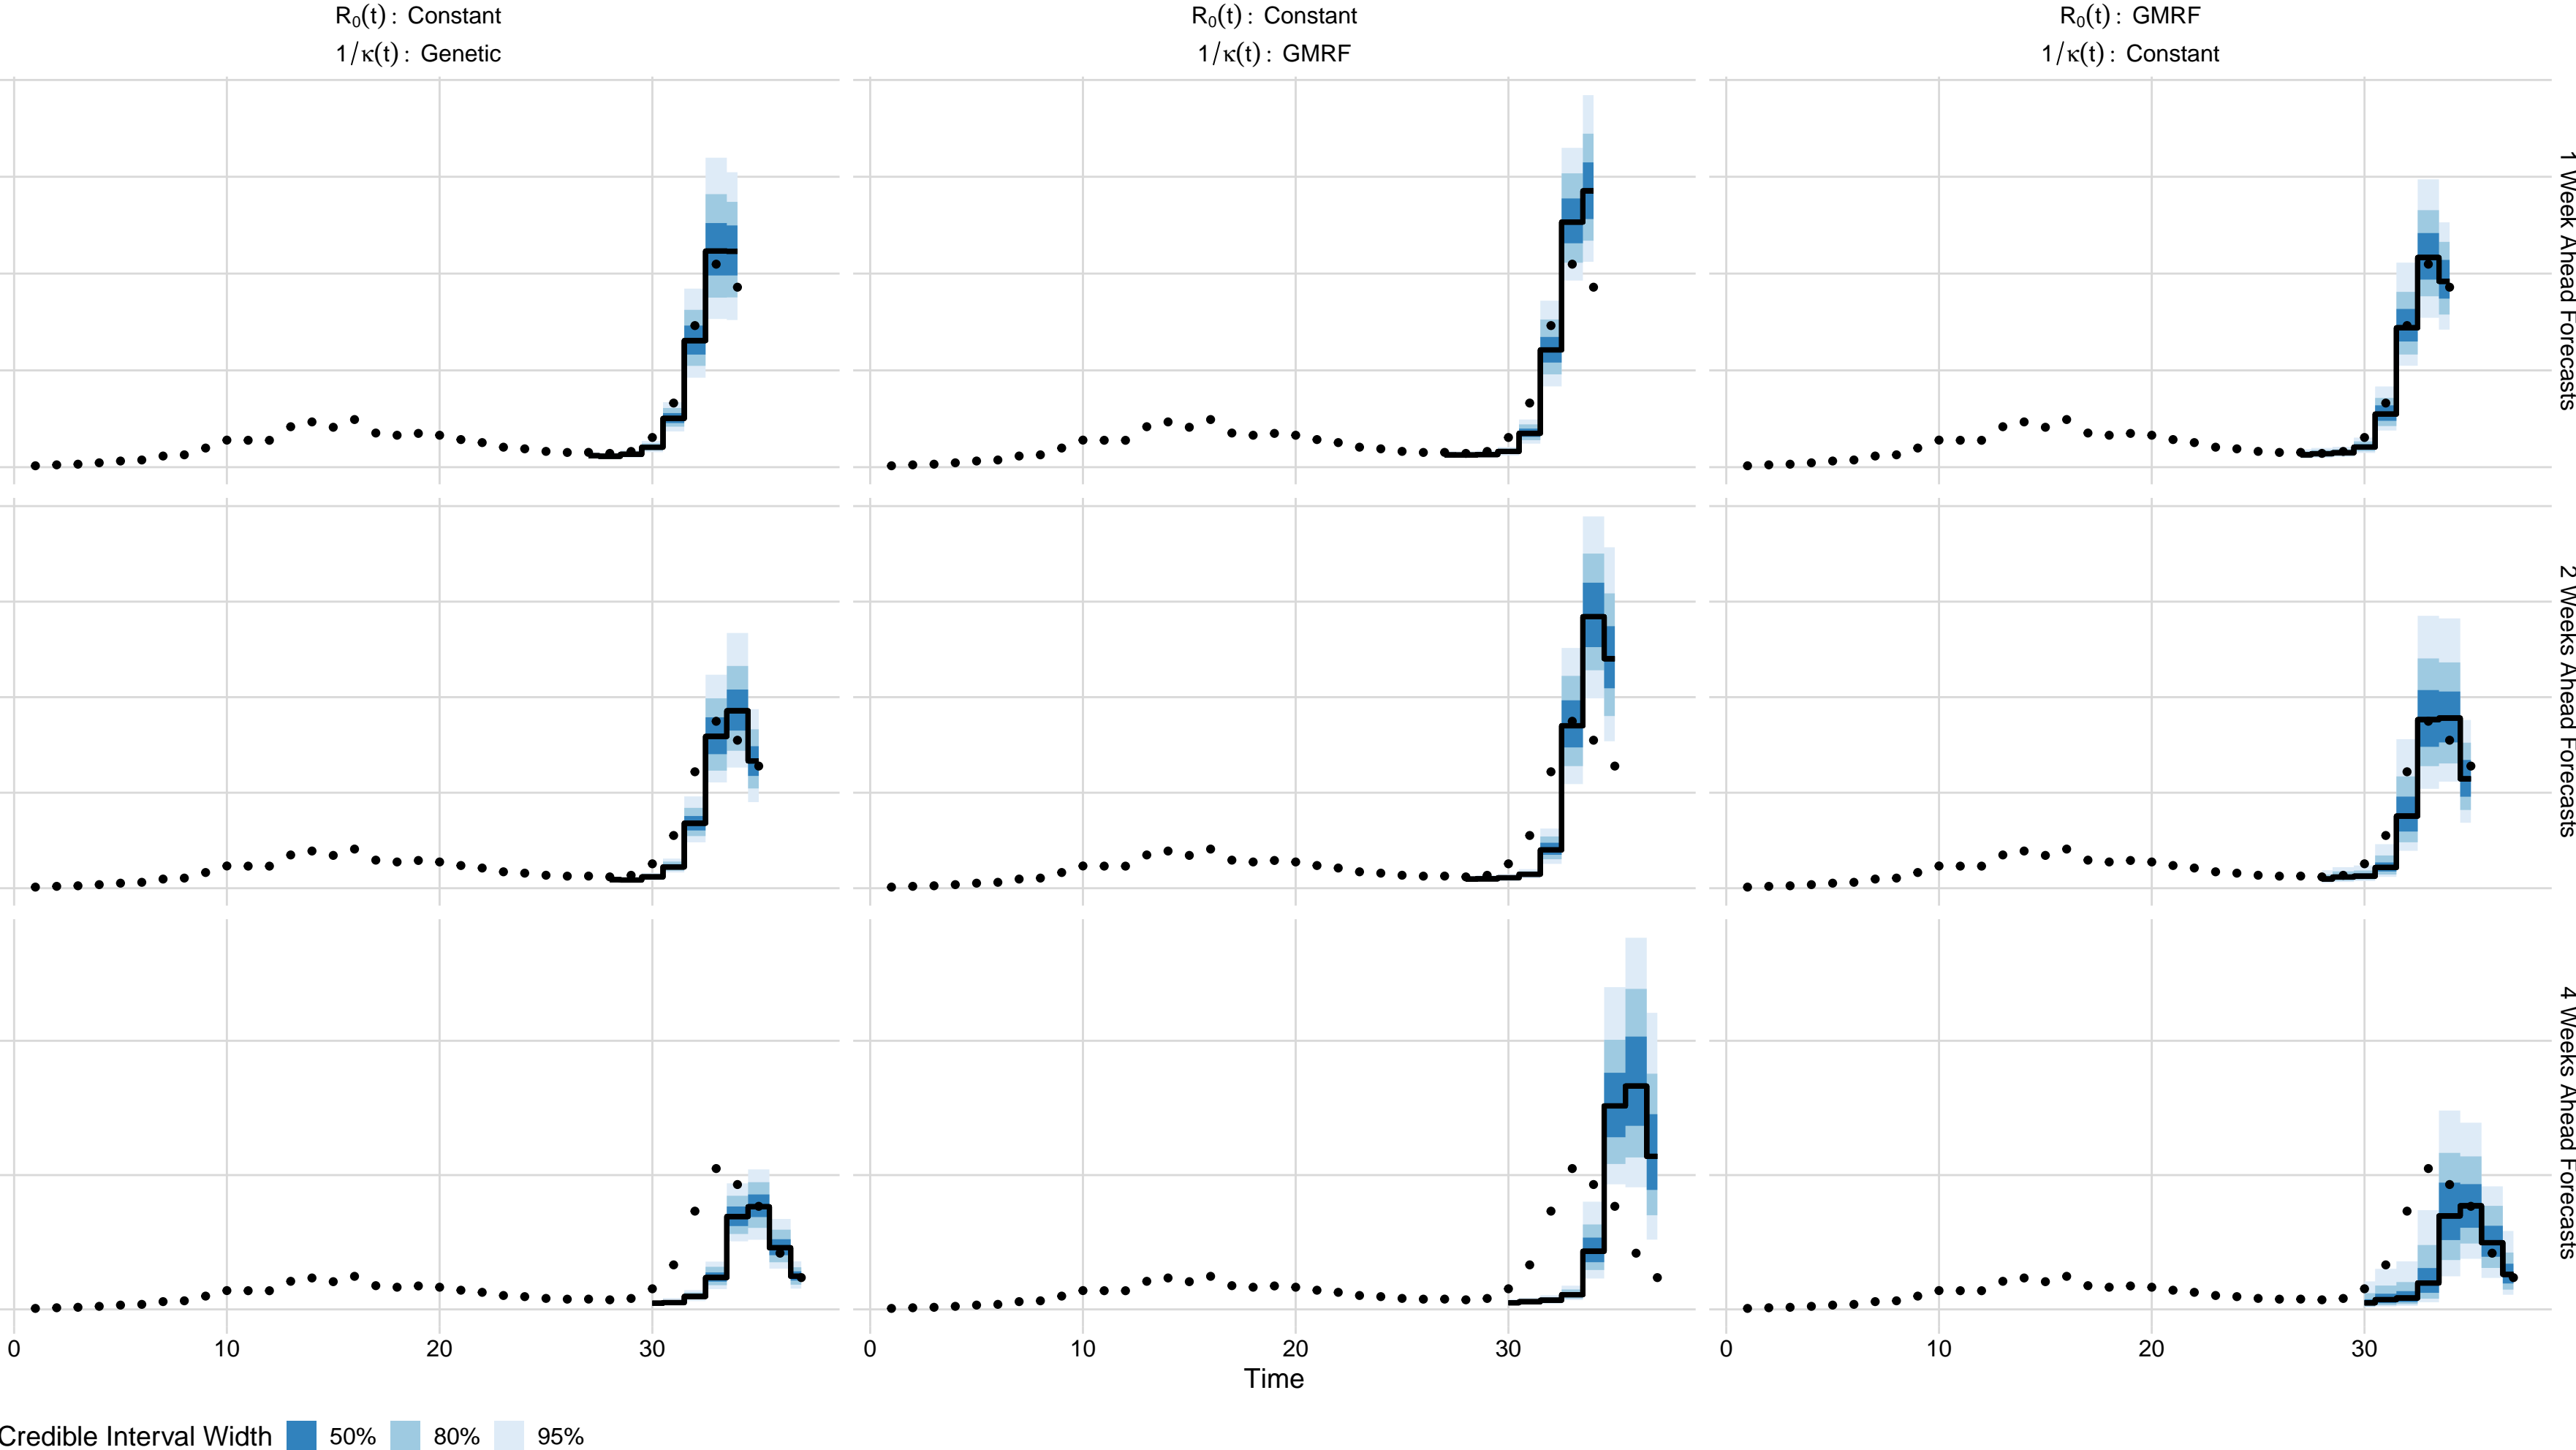 R₀(t) : Constant
1/κ(t) : Genetic
R₀(t) : Constant
1/κ(t) : GMRF
R₀(t) : GMRF
1/κ(t) : Constant
1 Week Ahead Forecasts
2 Weeks Ahead Forecasts
4 Weeks Ahead Forecasts
0 10 20 30
0 10 20 30
0 10 20 30
Time
Credible Interval Width 50% 80% 95%